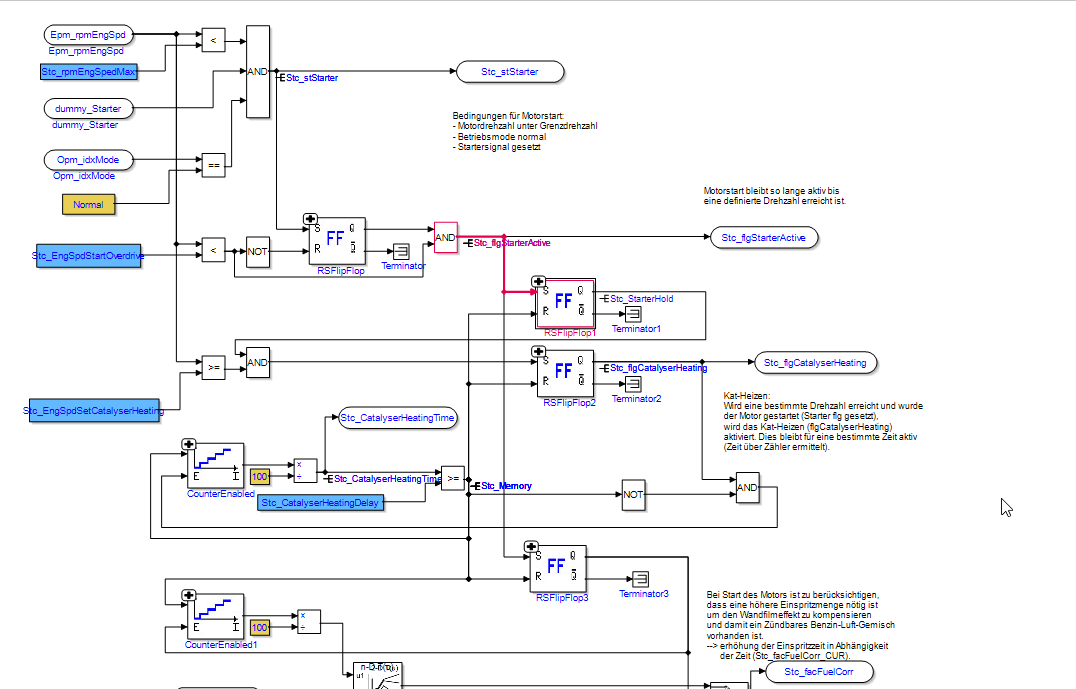 Epm_rpmEngSpd
Epm_rpmEngSpd
<
Stc_rpmEngSpedMax
AND
Stc_stStarter
Stc_stStarter
dummy_Starter
dummy_Starter
Bedingungen für Motorstart:
- Motordrehzahl unter Grenzdrehzahl
- Betriebsmode normal
- Startersignal gesetzt
Opm_idxMode
Opm_idxMode
==
Normal
Motorstart bleibt so lange aktiv bis
eine definierte Drehzahl erreicht ist.
S Q
R Q
FF
RSFlipFlop
AND
Stc_flgStarterActive
Stc_flgStarterActive
Stc_EngSpdStartOverdrive
<
NOT
Terminator
S Q
R Q
FF
RSFlipFlop1
Stc_StarterHold
Terminator1
>=
AND
S Q
R Q
FF
RSFlipFlop2
Stc_flgCatalyserHeating
Stc_flgCatalyserHeating
Terminator2
Stc_EngSpdSetCatalyserHeating
Kat-Heizen:
Wird eine bestimmte Drehzahl erreicht und wurde
der Motor gestartet (Starter flg gesetzt),
wird das Kat-Heizen (flgCatalyserHeating)
aktiviert. Dies bleibt für eine bestimmte Zeit aktiv
(Zeit über Zähler ermittelt).
Stc_CatalyserHeatingTime
E I
CounterEnabled
100
×
÷
Stc_CatalyserHeatingTime
>=
Stc_Memory
Stc_CatalyserHeatingDelay
NOT
AND
S Q
R Q
FF
RSFlipFlop3
Terminator3
E I
CounterEnabled1
100
×
÷
Bei Start des Motors ist zu berücksichtigen,
dass eine höhere Einspritzmenge nötig ist
um den Wandfilmeffekt zu kompensieren
und damit ein Zündbares Benzin-Luft-Gemisch
vorhanden ist.
--> erhöhung der Einspritzzeit in Abhängigkeit
der Zeit (Stc_facFuelCorr_CUR).
u1
Stc_facFuelCorr